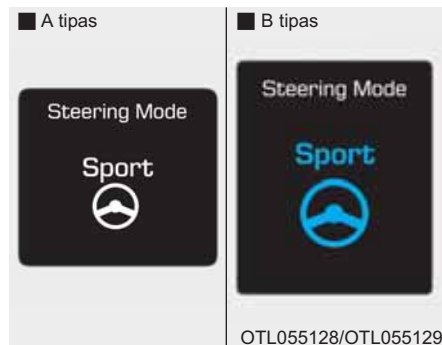 ■ A tipas
Steering Mode
Sport
■ B tipas
Steering Mode
Sport
OTL055128/OTL055129